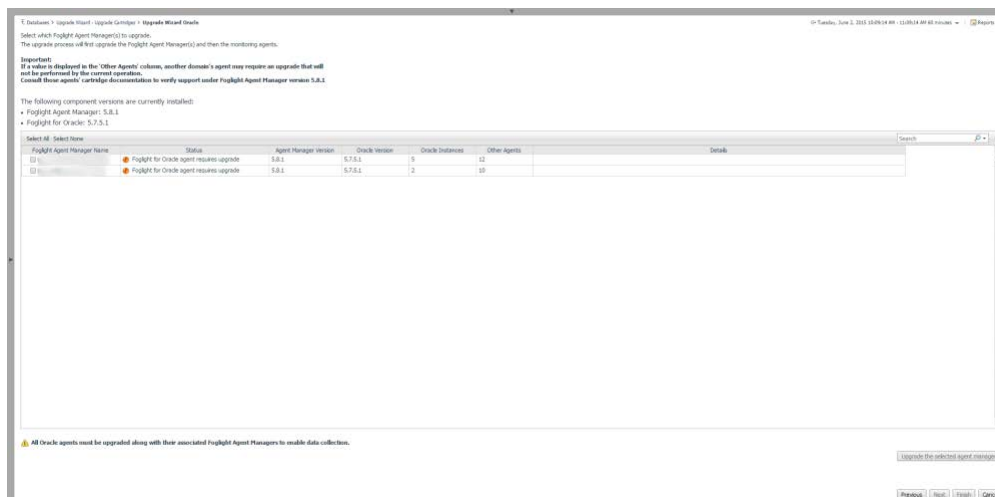 Databases > Upgrade Wizard - Upgrade Cartridges > Upgrade Wizard Oracle
Tuesday, June 2, 2015 10:09:14 AM - 11:09:14 AM 60 minutes
Reports
Select which Foglight Agent Manager(s) to upgrade.
The upgrade process will first upgrade the Foglight Agent Manager(s) and then the monitoring agents.
Important:
If a value is displayed in the 'Other Agents' column, another domain's agent may require an upgrade that will
not be performed by the current operation.
Consult those agents' cartridge documentation to verify support under Foglight Agent Manager version 5.8.1
The following component versions are currently installed:
• Foglight Agent Manager: 5.8.1
• Foglight for Oracle: 5.7.5.1
Select All Select None
Search
Foglight Agent Manager Name Status Agent Manager Version Oracle Version Oracle Instances Other Agents Details
Foglight for Oracle agent requires upgrade 5.8.1 5.7.5.1 5 12
Foglight for Oracle agent requires upgrade 5.8.1 5.7.5.1 2 10
All Oracle agents must be upgraded along with their associated Foglight Agent Managers to enable data collection.
Upgrade the selected agent manage
Previous Next Finish Canc